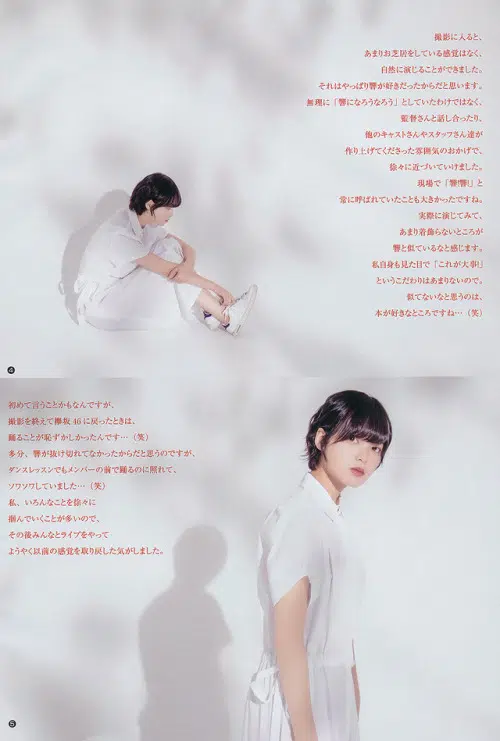 撮影に入ると、
あまりお芝居をしている感覚はなく、
自然に演じることができました。
それはやっぱり響が好きだったからだと思います。
無理に「響になろうなろう」としていたわけではなく、
監督さんと話し合ったり、
他のキャストさんやスタッフさん達が
作り上げてくださった雰囲気のおかげで、
徐々に近づいていけました。
現場で「響!響!」と
常に呼ばれていたことも大きかったですね。
実際に演じてみて、
あまり着飾らないところが
響と似ているなと感じます。
私自身も見た目で「これが大事!」
というこだわりはあまりないので。
似てないなと思うのは、
本が好きなところですね…（笑）
4
初めて言うことかもなんですが、
撮影を終えて欅坂46に戻ったときは、
踊ることが恥ずかしかったんです…（笑）
多分、響が抜け切れてなかったからだと思うのですが、
ダンスレッスンでもメンバーの前で踊るのに照れて、
ソワソワしていました…（笑）
私、いろんなことを徐々に
掴んでいくことが多いので、
その後みんなとライブをやって
ようやく以前の感覚を取り戻した気がしました。
5